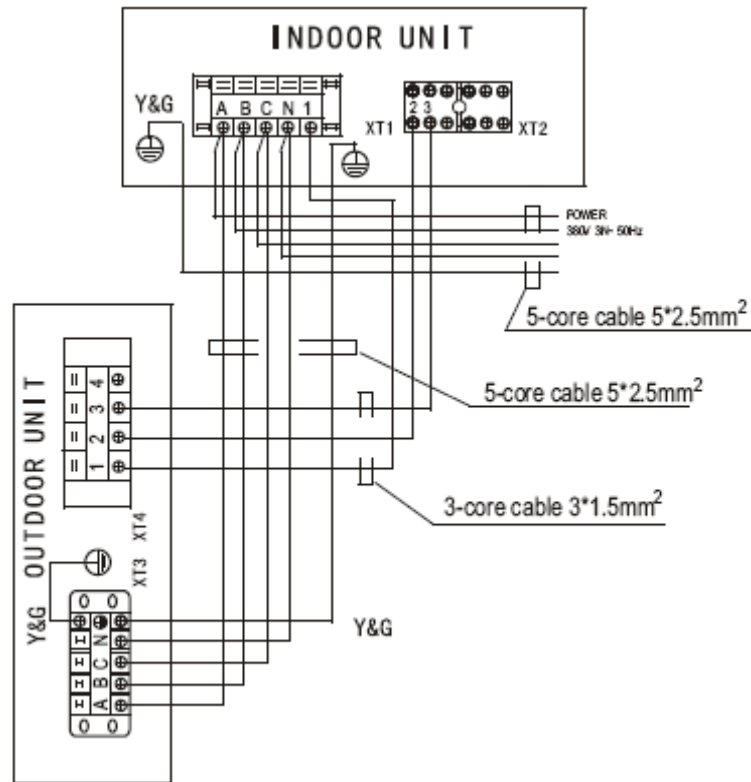 INDOOR UNIT
Y&G
A B C N 1
2 3
XT1
XT2
POWER
380V 3N~ 50Hz
5-core cable 5*2.5mm²
5-core cable 5*2.5mm²
3-core cable 3*1.5mm²
OUTDOOR UNIT
4
3
2
1
XT4
XT3
Y&G
N
C
B
A
Y&G